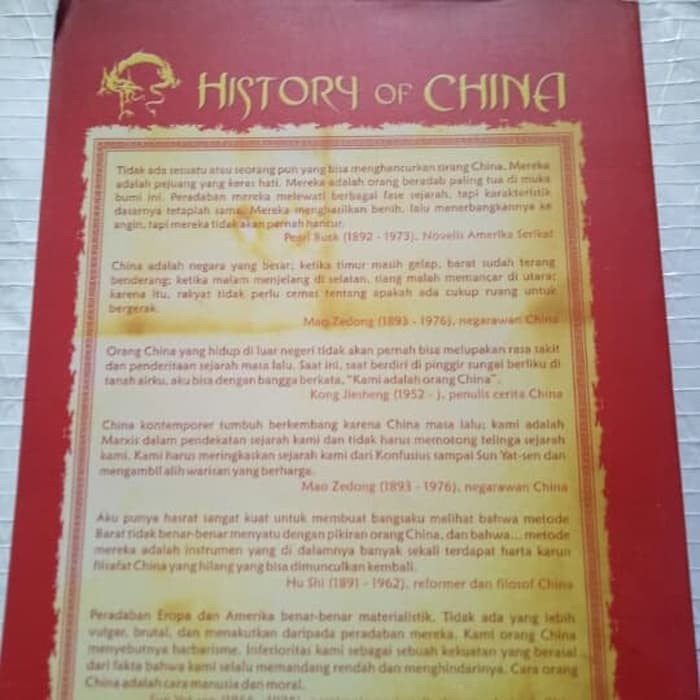 HISTORY OF CHINA
Tidak ada sesuatu atau seorang pun yang bisa menghancurkan orang China. Mereka
adalah pejuang yang keras hati. Mereka adalah orang beradab paling tua di muka
bumi ini. Peradaban mereka melewati berbagai fase sejarah, tapi karakteristik
dasarnya tetaplah sama. Mereka menghasilkan benih, lalu menerbangkannya ke
angin, tapi mereka tidak akan pernah hancur.
Pearl Buck (1892 - 1973), Novelis Amerika Serikat
China adalah negara yang besar; ketika timur masih gelap, barat sudah terang
benderang; ketika malam menjelang di selatan, siang malah memancar di utara;
karena itu, rakyat tidak perlu cemas tentang apakah ada cukup ruang untuk
bergerak.
Mao Zedong (1893 - 1976), negarawan China
Orang China yang hidup di luar negeri tidak akan pernah bisa melupakan rasa sakit
dan penderitaan sejarah masa lalu. Saat ini, saat berdiri di pinggir sungai berliku di
tanah airku, aku bisa dengan bangga berkata, "Kami adalah orang China".
Kong Jiesheng (1952 - ), penulis cerita China
China kontemporer tumbuh berkembang karena China masa lalu; kami adalah
Marxis dalam pendekatan sejarah kami dan tidak harus memotong telinga sejarah
kami. Kami harus meringkaskan sejarah kami dari Konfusius sampai Sun Yat-sen dan
mengambil alih warisan yang berharga.
Mao Zedong (1893 - 1976), negarawan China
Aku punya hasrat sangat kuat untuk membuat bangsaku melihat bahwa metode
Barat tidak benar-benar menyatu dengan pikiran orang China, dan bahwa... metode
mereka adalah instrumen yang di dalamnya banyak sekali terdapat harta karun
filsafat China yang hilang yang bisa dimunculkan kembali.
Hu Shi (1891 - 1962), reformer dan filosof China
Peradaban Eropa dan Amerika benar-benar materialistik. Tidak ada yang lebih
vulger, brutal, dan menakutkan daripada peradaban mereka. Kami orang China
menyebutnya barbarisme. Inferioritas kami sebagai sebuah kekuatan yang berasal
dari fakta bahwa kami selalu memandang rendah dan menghindarinya. Cara orang
China adalah cara manusia dan moral.